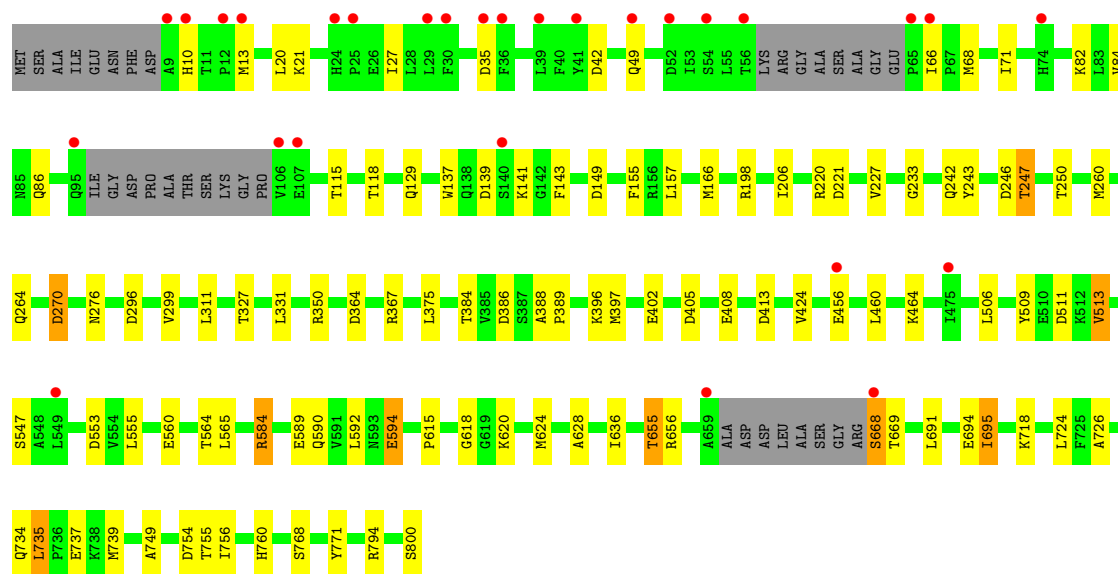 MET SER ALA ILE GLU ASN PHE ASP A9 H10 T11 P12 M13 L20 K21 H24 P25 E26 I27 L28 L29 F30 D35 F36 L39 F40 Y41 D42 Q49 D52 I53 S54 L55 T56 LYS ARG GLY ALA SER ALA GLY GLU P65 I66 P67 M68 I71 H74 K82 L83 V84
N85 Q86 Q95 ILE GLY ASP PRO ALA THR SER LYS GLY PRO V106 E107 T115 T118 Q129 W137 Q138 D139 S140 K141 G142 F143 D149 F155 R156 L157 M166 R198 I206 R220 D221 V227 G233 Q242 Y243 D246 T247 T250 M260
Q264 D270 N276 D296 V299 L311 T327 L331 R350 D364 R367 L375 T384 V385 D386 S387 A388 P389 K396 M397 E402 D405 E408 D413 V424 E456 L460 K464 I475 L506 Y509 E510 D511 K512 V513
S547 A548 L549 D553 V554 L555 E560 T564 L565 R584 E589 Q590 V591 L592 N593 E594 P615 G618 G619 K620 M624 A628 I636 T655 R656 A659 ALA ASP ASP LEU ALA SER GLY ARG S668 T669 L691 E694 I695 K718 L724 F725 A726
Q734 L735 P736 E737 K738 M739 A749 D754 T755 I756 H760 S768 Y771 R794 S800